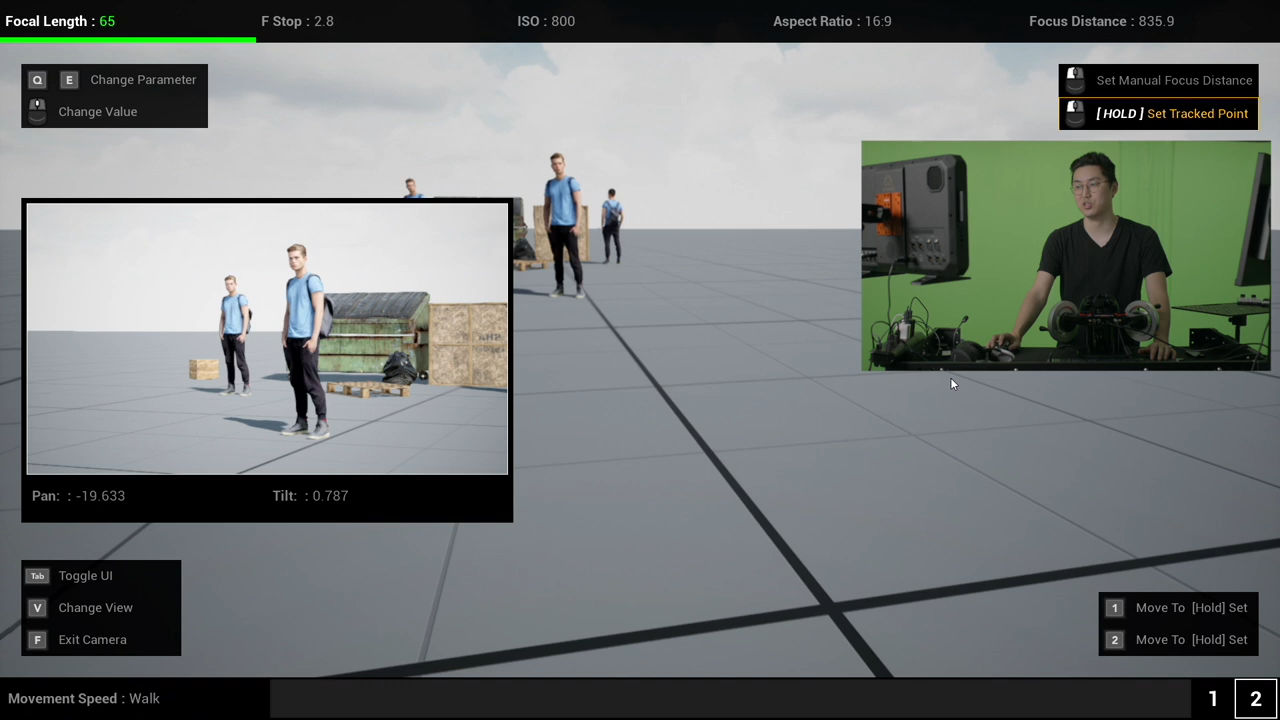 Focal Length : 65
F Stop : 2.8
ISO : 800
Aspect Ratio : 16:9
Focus Distance : 835.9
Q E Change Parameter
Change Value
Set Manual Focus Distance
[ HOLD ] Set Tracked Point
Pan: : -19.633
Tilt: : 0.787
Tab Toggle UI
V Change View
F Exit Camera
1 Move To [Hold] Set
2 Move To [Hold] Set
Movement Speed : Walk
1 2